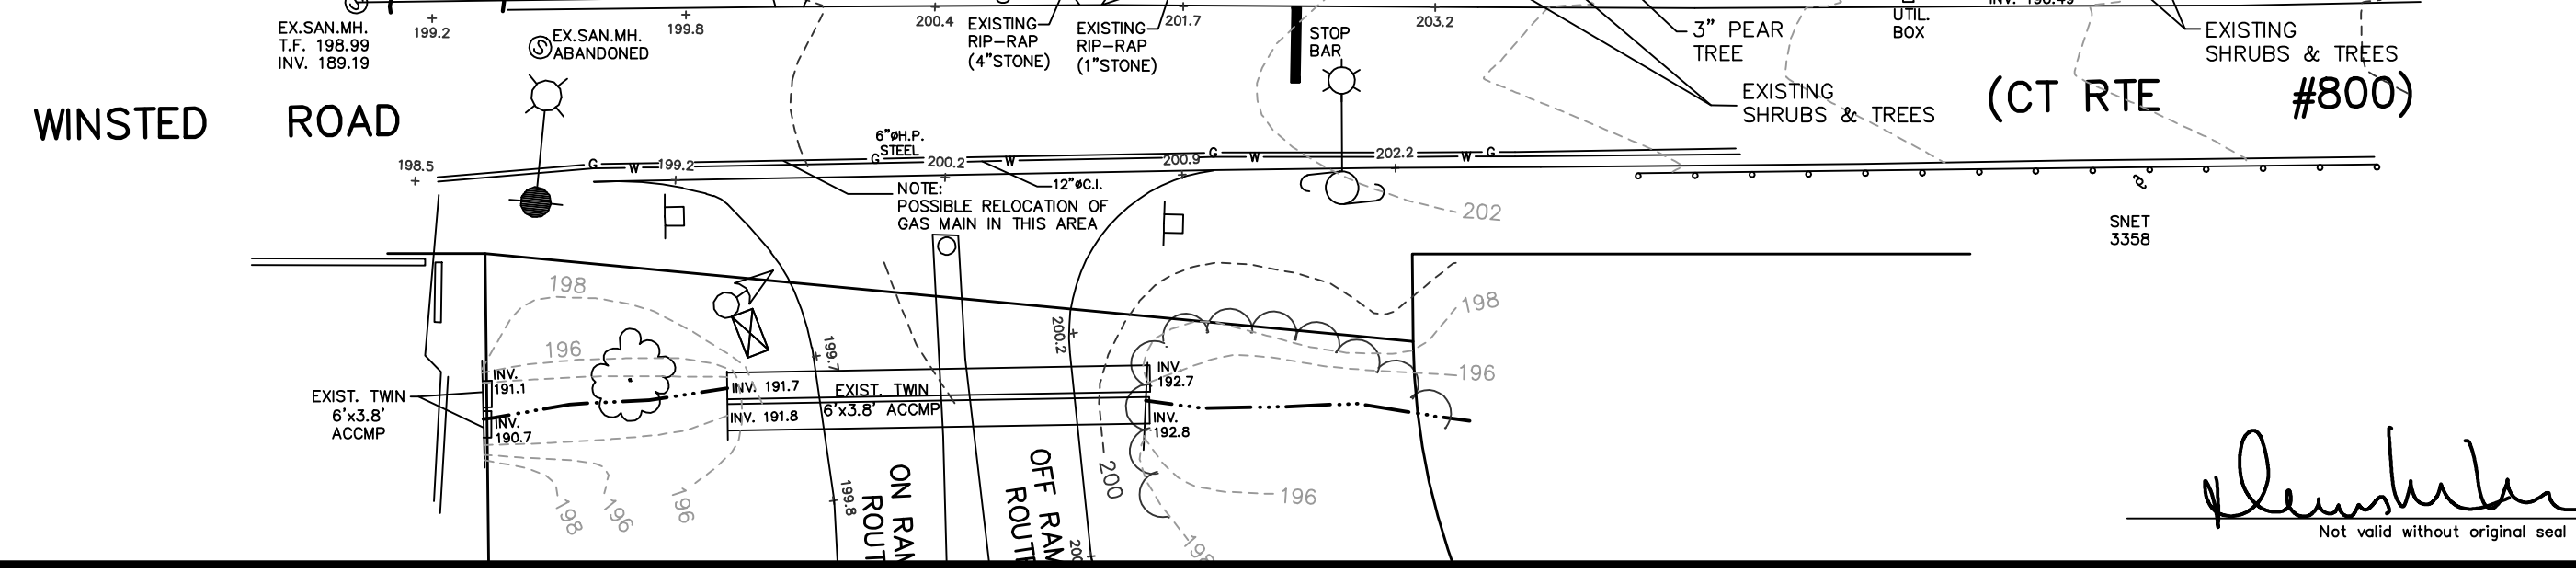 199.2
199.8
200.4
201.7
203.2
EX.SAN.MH.
T.F. 198.99
INV. 189.19
Ⓢ EX.SAN.MH.
ABANDONED
EXISTING
RIP-RAP
(4"STONE)
EXISTING
RIP-RAP
(1"STONE)
STOP
BAR
3" PEAR
TREE
UTIL.
BOX
EXISTING
SHRUBS & TREES
EXISTING
SHRUBS & TREES
WINSTED ROAD (CT RTE #800)
6"øH.P.
STEEL
198.5
G
W
199.2
G
200.2
W
200.9
G
W
202.2
W
G
12"øC.I.
NOTE:
POSSIBLE RELOCATION OF
GAS MAIN IN THIS AREA
202
SNET
3358
198
198
196
196
200.2
199.7
INV.
191.1
INV. 191.7
EXIST. TWIN
6'x3.8' ACCMP
INV. 191.8
INV.
192.7
INV.
192.8
EXIST. TWIN
6'x3.8'
ACCMP
INV.
190.7
198
196
196
199.8
ON RAM
ROUT
OFF RAM
ROUTE
200
200
196
198
Not valid without original seal